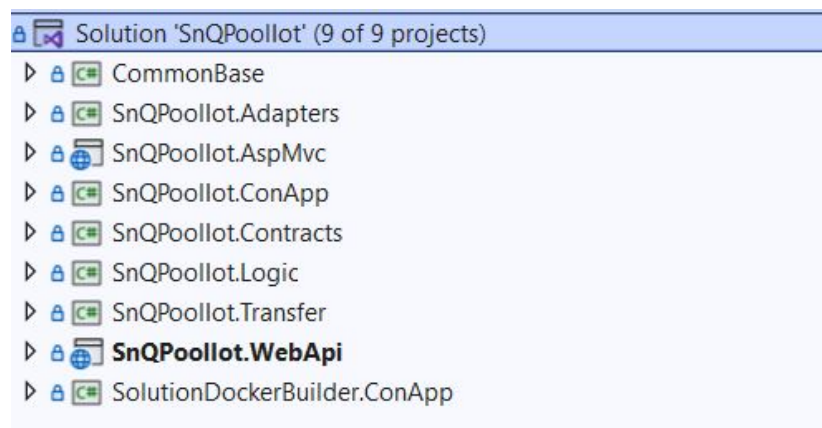 Solution 'SnQPoolIot' (9 of 9 projects)
C# CommonBase
C# SnQPoolIot.Adapters
SnQPoolIot.AspMvc
C# SnQPoolIot.ConApp
C# SnQPoolIot.Contracts
C# SnQPoolIot.Logic
C# SnQPoolIot.Transfer
SnQPoolIot.WebApi
C# SolutionDockerBuilder.ConApp